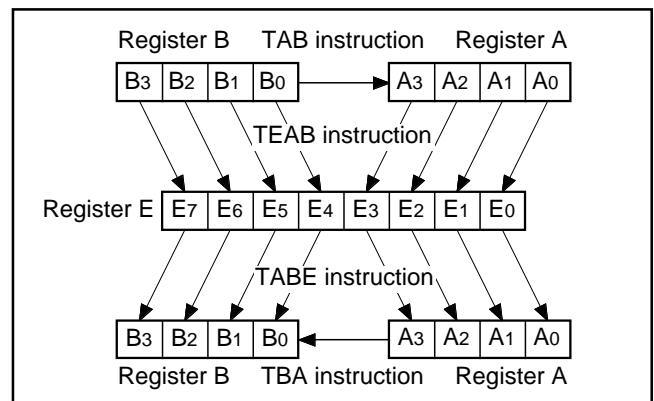 Register B TAB instruction Register A
B3 B2 B1 B0 A3 A2 A1 A0
TEAB instruction
Register E E7 E6 E5 E4 E3 E2 E1 E0
TABE instruction
B3 B2 B1 B0 A3 A2 A1 A0
Register B TBA instruction Register A